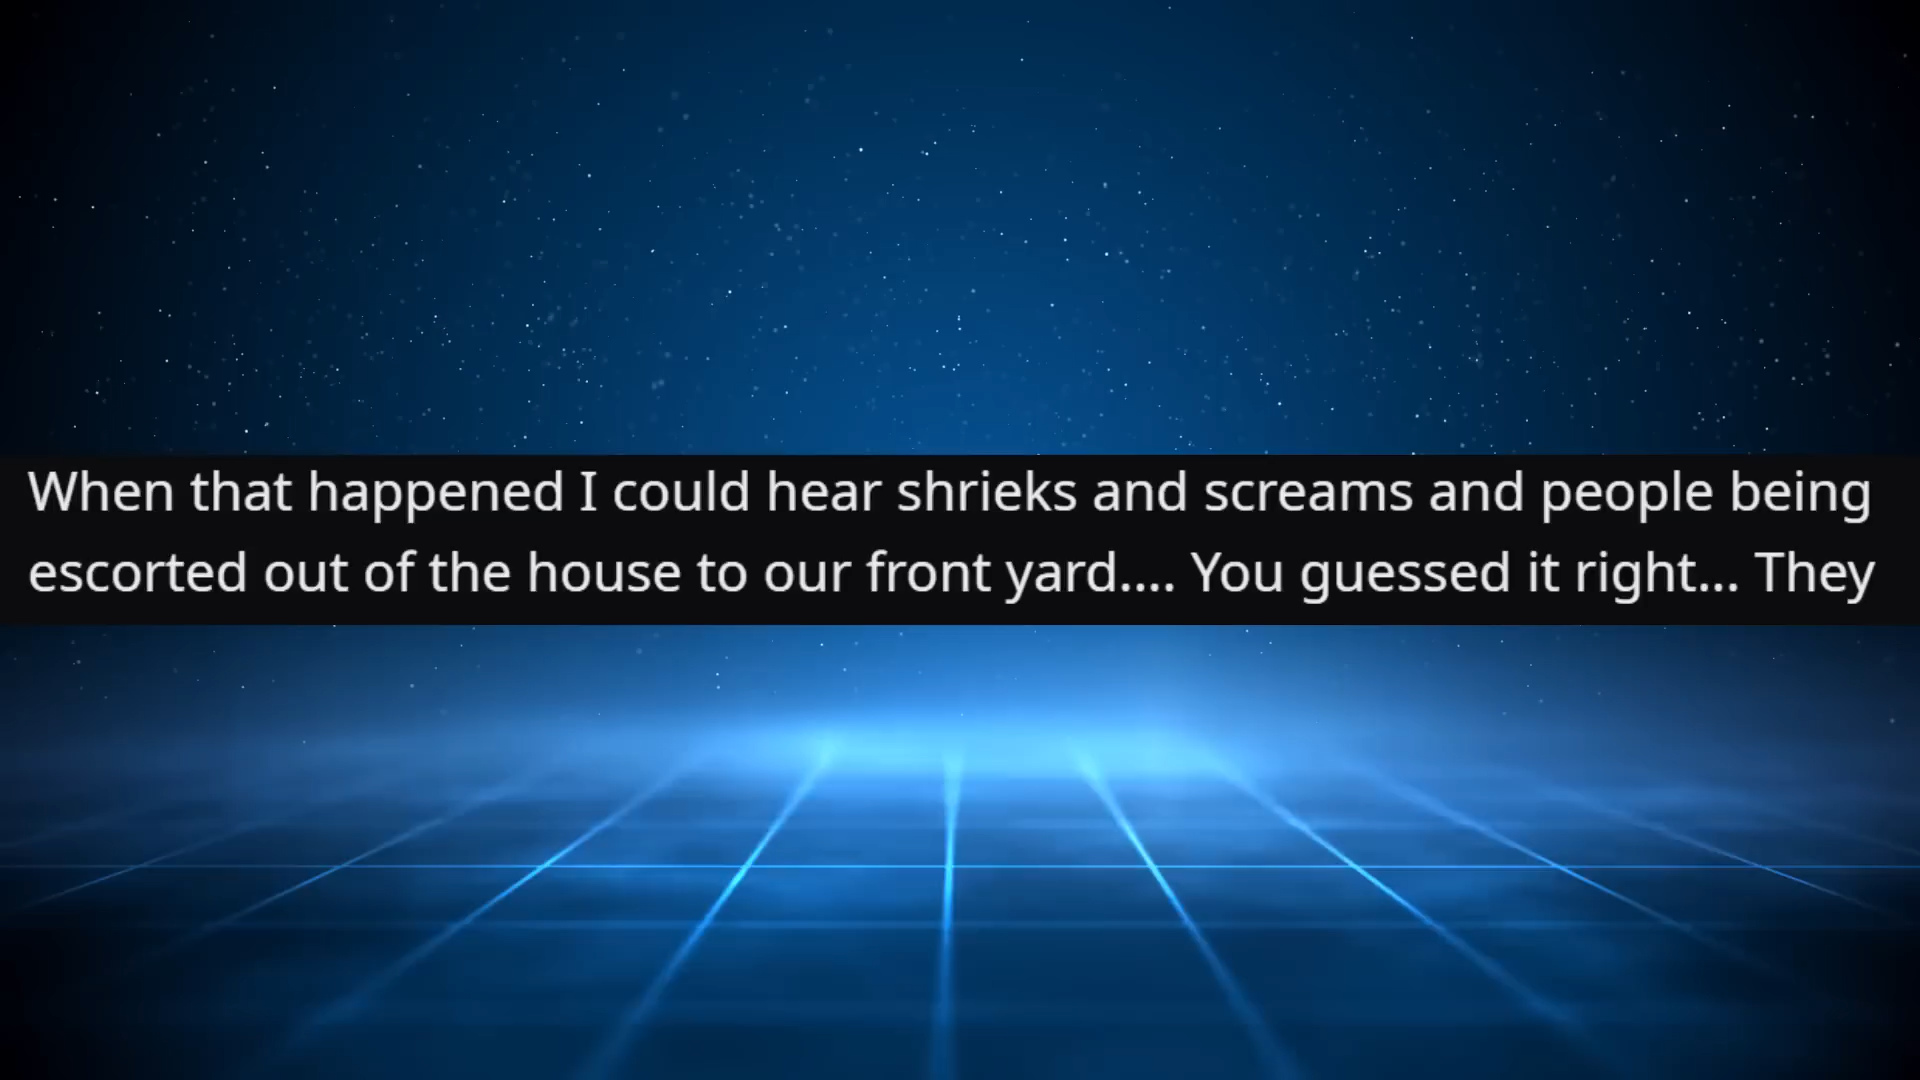 When that happened I could hear shrieks and screams and people being
escorted out of the house to our front yard.... You guessed it right... They